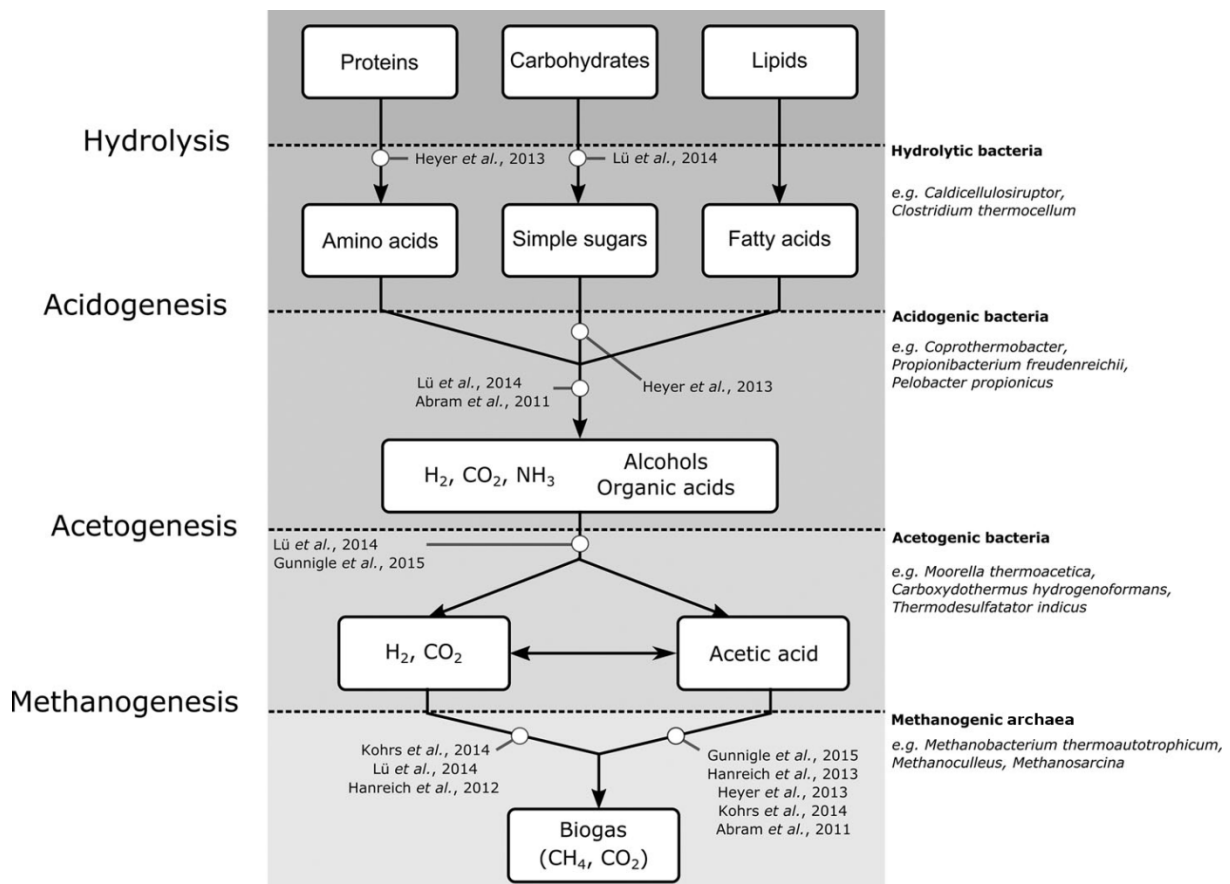 Proteins
Carbohydrates
Lipids
Hydrolysis
Hydrolytic bacteria
Heyer et al., 2013
Lü et al., 2014
e.g. Caldicellulosiruptor,
Clostridium thermocellum
Amino acids
Simple sugars
Fatty acids
Acidogenesis
Acidogenic bacteria
e.g. Coprothermobacter,
Propionibacterium freudenreichii,
Pelobacter propionicus
Lü et al., 2014
Abram et al., 2011
Heyer et al., 2013
H₂, CO₂, NH₃
Alcohols
Organic acids
Acetogenesis
Acetogenic bacteria
Lü et al., 2014
Gunnigle et al., 2015
e.g. Moorella thermoacetica,
Carboxydothermus hydrogenoformans,
Thermodesulfatator indicus
H₂, CO₂
Acetic acid
Methanogenesis
Methanogenic archaea
e.g. Methanobacterium thermoautotrophicum,
Methanoculleus, Methanosarcina
Kohrs et al., 2014
Lü et al., 2014
Hanreich et al., 2012
Gunnigle et al., 2015
Hanreich et al., 2013
Heyer et al., 2013
Kohrs et al., 2014
Abram et al., 2011
Biogas
(CH₄, CO₂)